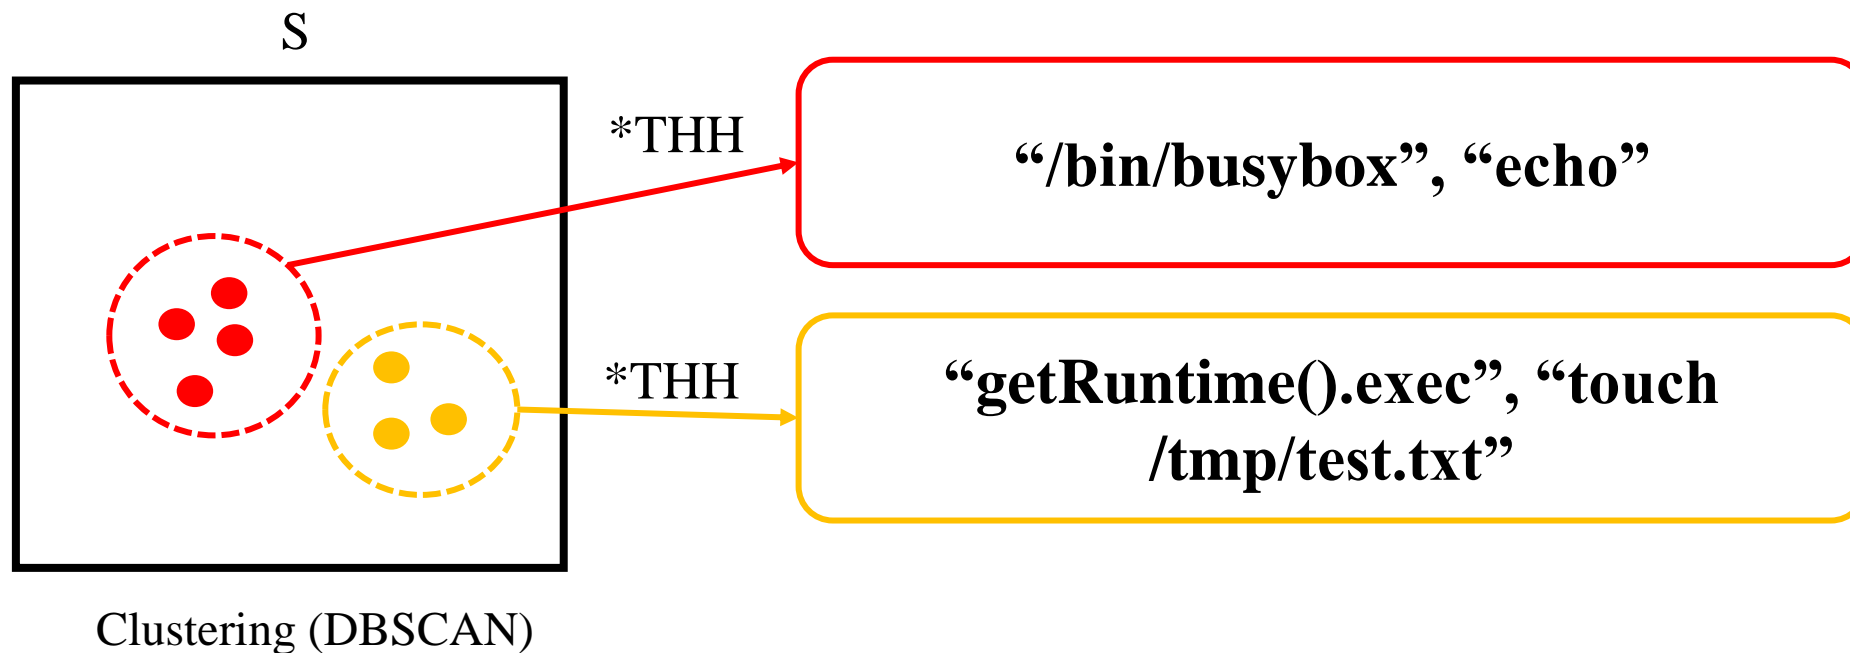 S
*THH
“/bin/busybox”, “echo”
*THH
“getRuntime().exec”, “touch
/tmp/test.txt”
Clustering (DBSCAN)